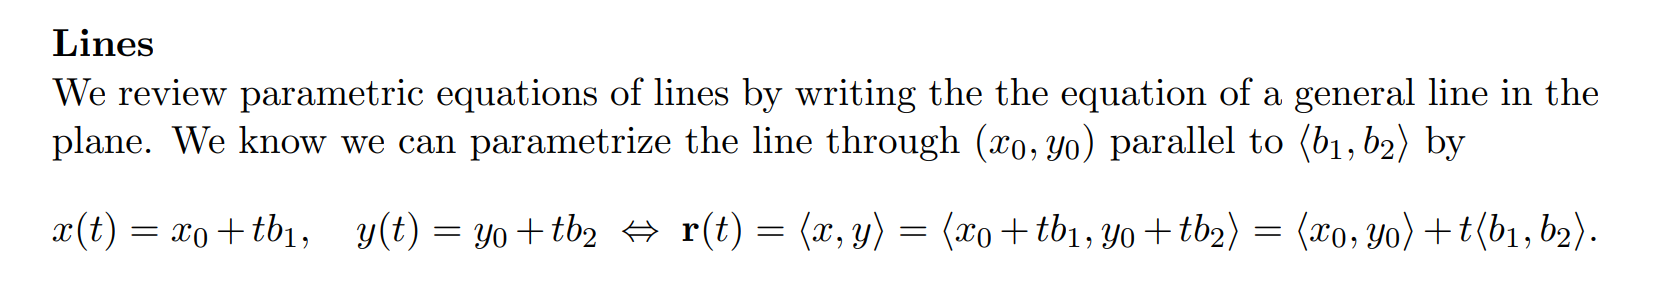 Lines
We review parametric equations of lines by writing the the equation of a general line in the
plane. We know we can parametrize the line through (x₀, y₀) parallel to ⟨b₁, b₂⟩ by
x(t) = x₀ + tb₁, y(t) = y₀ + tb₂ ⇔ r(t) = ⟨x, y⟩ = ⟨x₀ + tb₁, y₀ + tb₂⟩ = ⟨x₀, y₀⟩ + t⟨b₁, b₂⟩.